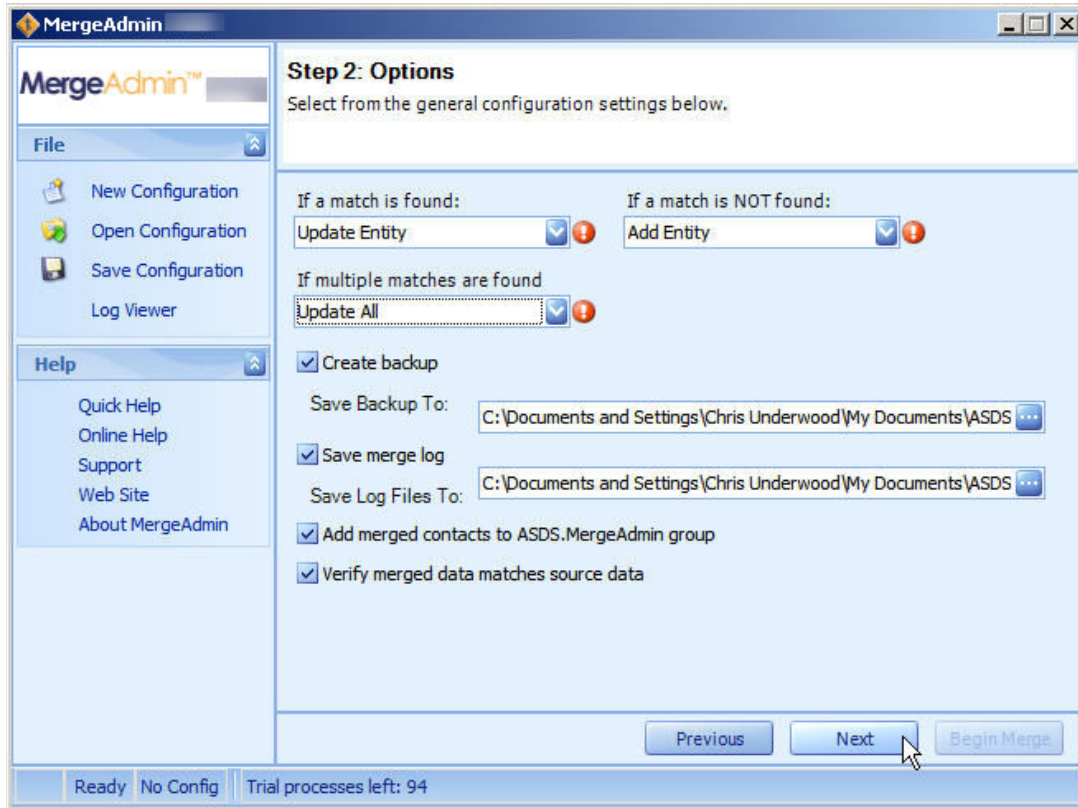 MergeAdmin
MergeAdmin™
File
New Configuration
Open Configuration
Save Configuration
Log Viewer
Help
Quick Help
Online Help
Support
Web Site
About MergeAdmin
Step 2: Options
Select from the general configuration settings below.
If a match is found:
Update Entity
If a match is NOT found:
Add Entity
If multiple matches are found
Update All
Create backup
Save Backup To:
C:\Documents and Settings\Chris Underwood\My Documents\ASDS
Save merge log
Save Log Files To:
C:\Documents and Settings\Chris Underwood\My Documents\ASDS
Add merged contacts to ASDS.MergeAdmin group
Verify merged data matches source data
Previous
Next
Begin Merge
Ready
No Config
Trial processes left: 94